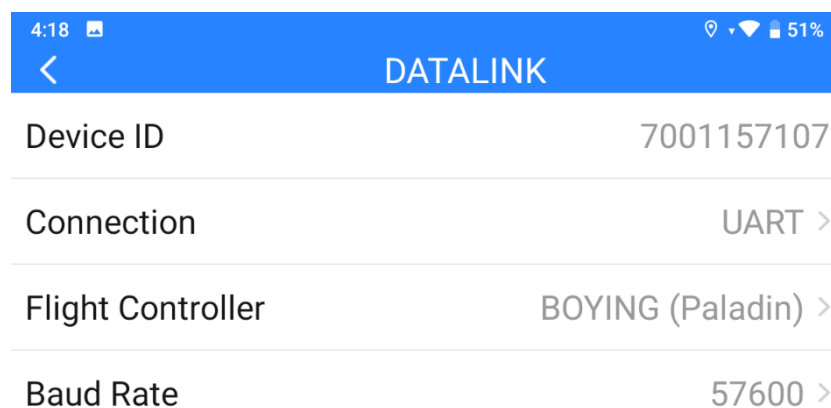 4:18 51%
DATALINK
Device ID 7001157107
Connection UART
Flight Controller BOYING (Paladin)
Baud Rate 57600